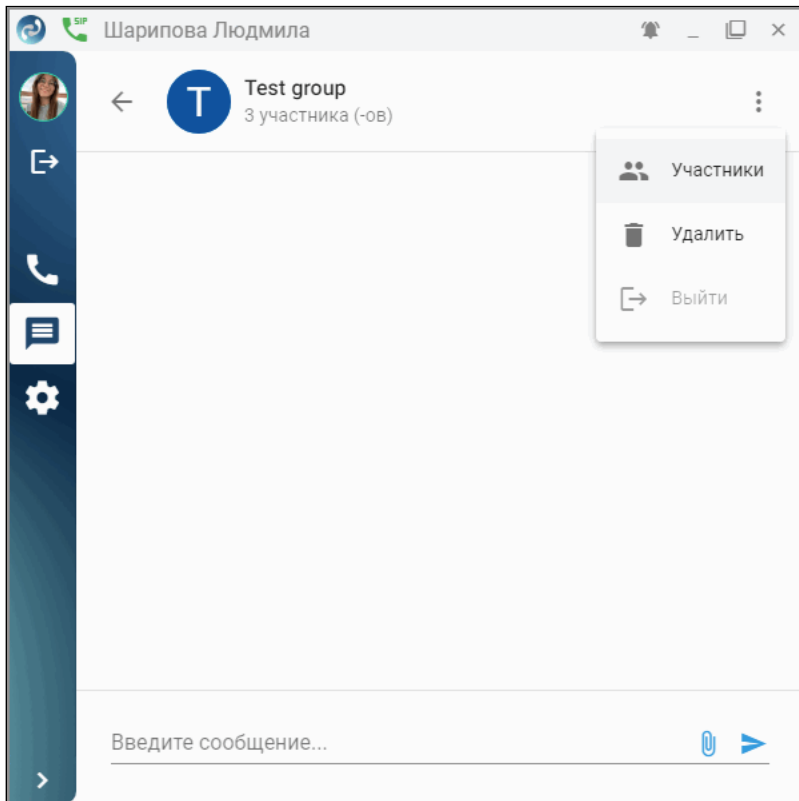 SIP
Шарипова Людмила
T
Test group
3 участника (-ов)
Участники
Удалить
Выйти
Введите сообщение...